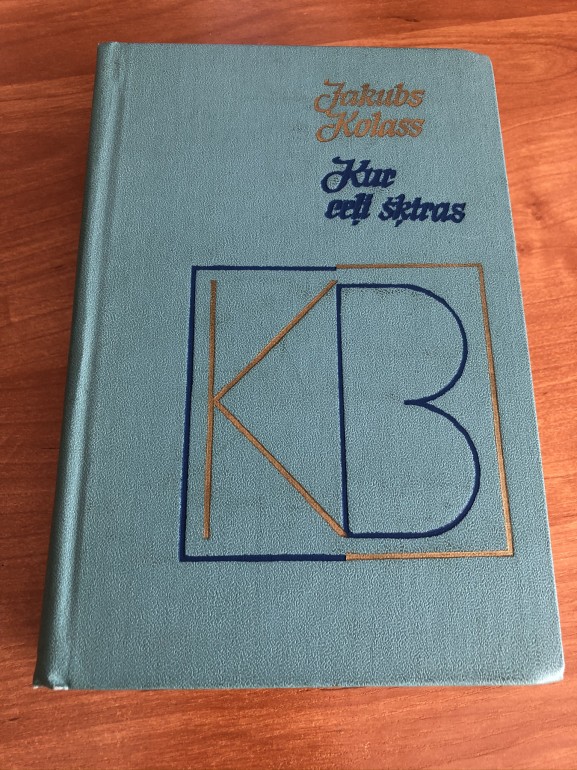 Jakubs
Kolass
Kur
ceļi šķiras
KB